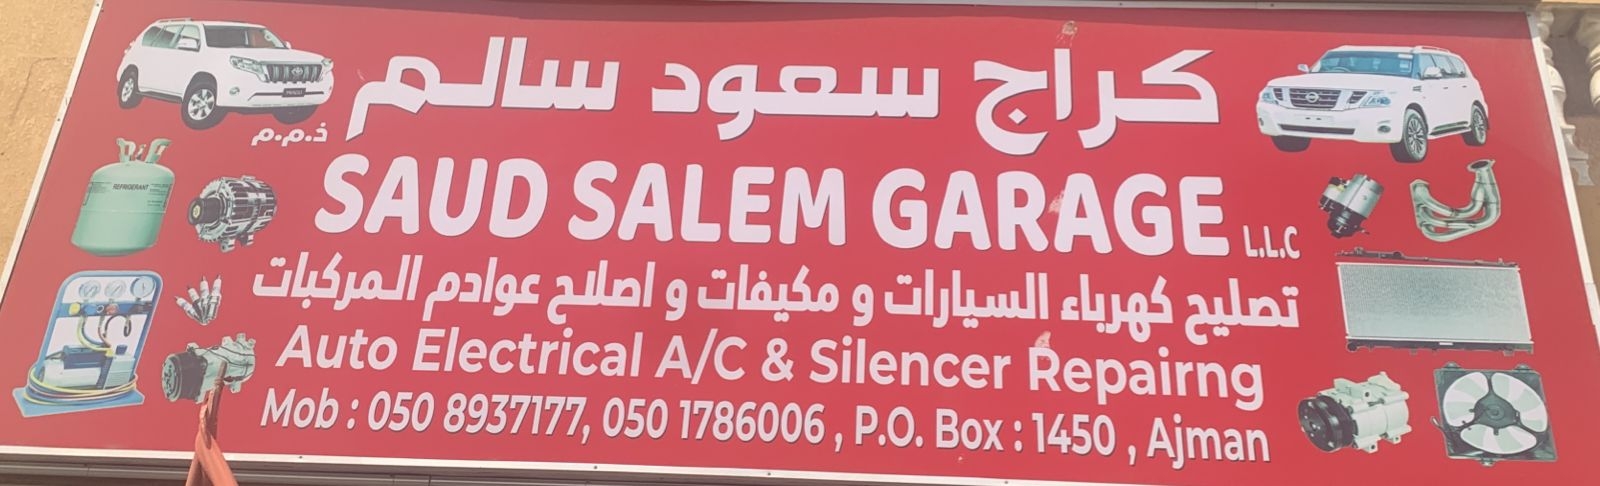 كراج سعود سالم
ذ.م.م
SAUD SALEM GARAGE L.L.C
تصليح كهرباء السيارات و مكيفات و اصلاح عوادم المركبات
Auto Electrical A/C & Silencer Repairng
Mob : 050 8937177, 050 1786006 , P.O. Box : 1450 , Ajman
REFRIGERANT